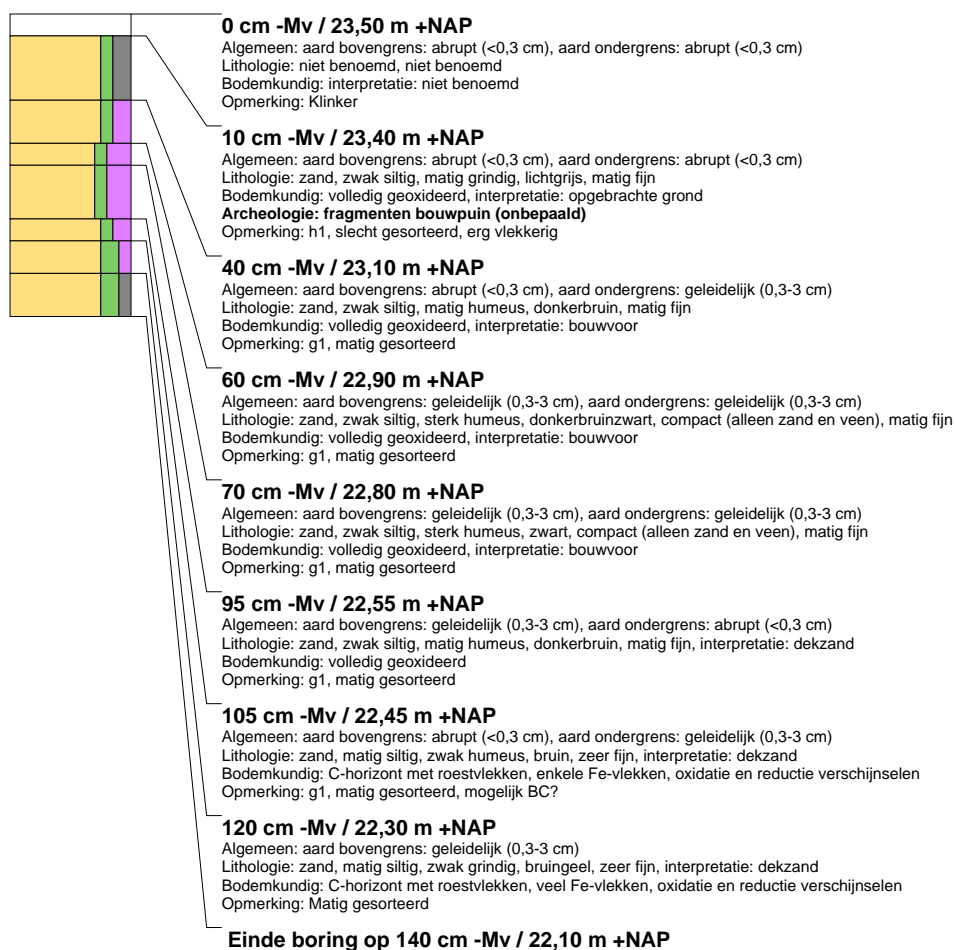 0 cm -Mv / 23,50 m +NAP
Algemeen: aard bovengrens: abrupt (<0,3 cm), aard ondergrens: abrupt (<0,3 cm)
Lithologie: niet benoemd, niet benoemd
Bodemkundig: interpretatie: niet benoemd
Opmerking: Klinker
10 cm -Mv / 23,40 m +NAP
Algemeen: aard bovengrens: abrupt (<0,3 cm), aard ondergrens: abrupt (<0,3 cm)
Lithologie: zand, zwak siltig, matig grindig, lichtgrijs, matig fijn
Bodemkundig: volledig geoxideerd, interpretatie: opgebrachte grond
Archeologie: fragmenten bouwpuin (onbepaald)
Opmerking: h1, slecht gesorteerd, erg vlekkerig
40 cm -Mv / 23,10 m +NAP
Algemeen: aard bovengrens: abrupt (<0,3 cm), aard ondergrens: geleidelijk (0,3-3 cm)
Lithologie: zand, zwak siltig, matig humeus, donkerbruin, matig fijn
Bodemkundig: volledig geoxideerd, interpretatie: bouwvoor
Opmerking: g1, matig gesorteerd
60 cm -Mv / 22,90 m +NAP
Algemeen: aard bovengrens: geleidelijk (0,3-3 cm), aard ondergrens: geleidelijk (0,3-3 cm)
Lithologie: zand, zwak siltig, sterk humeus, donkerbruinzwart, compact (alleen zand en veen), matig fijn
Bodemkundig: volledig geoxideerd, interpretatie: bouwvoor
Opmerking: g1, matig gesorteerd
70 cm -Mv / 22,80 m +NAP
Algemeen: aard bovengrens: geleidelijk (0,3-3 cm), aard ondergrens: geleidelijk (0,3-3 cm)
Lithologie: zand, zwak siltig, sterk humeus, zwart, compact (alleen zand en veen), matig fijn
Bodemkundig: volledig geoxideerd, interpretatie: bouwvoor
Opmerking: g1, matig gesorteerd
95 cm -Mv / 22,55 m +NAP
Algemeen: aard bovengrens: geleidelijk (0,3-3 cm), aard ondergrens: abrupt (<0,3 cm)
Lithologie: zand, zwak siltig, matig humeus, donkerbruin, matig fijn, interpretatie: dekzand
Bodemkundig: volledig geoxideerd
Opmerking: g1, matig gesorteerd
105 cm -Mv / 22,45 m +NAP
Algemeen: aard bovengrens: abrupt (<0,3 cm), aard ondergrens: geleidelijk (0,3-3 cm)
Lithologie: zand, matig siltig, zwak humeus, bruin, zeer fijn, interpretatie: dekzand
Bodemkundig: C-horizont met roestvlekken, enkele Fe-vlekken, oxidatie en reductie verschijnselen
Opmerking: g1, matig gesorteerd, mogelijk BC?
120 cm -Mv / 22,30 m +NAP
Algemeen: aard bovengrens: geleidelijk (0,3-3 cm)
Lithologie: zand, matig siltig, zwak grindig, bruingeel, zeer fijn, interpretatie: dekzand
Bodemkundig: C-horizont met roestvlekken, veel Fe-vlekken, oxidatie en reductie verschijnselen
Opmerking: Matig gesorteerd
Einde boring op 140 cm -Mv / 22,10 m +NAP